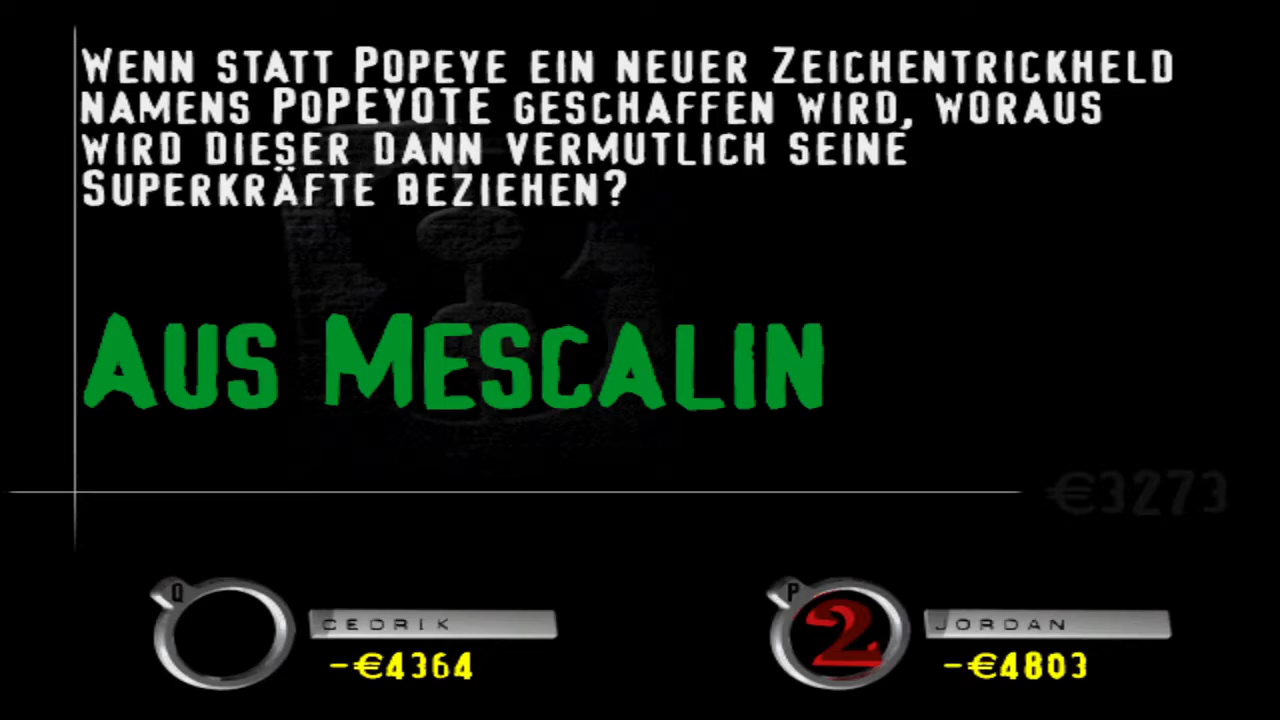 Wenn statt Popeye ein neuer Zeichentrickheld
namens PoPEYOTE geschaffen wird, woraus
wird dieser dann vermutlich seine
Superkräfte beziehen?
Aus Mescalin
€3273
Q
CEDRIK
-€4364
P
2
JORDAN
-€4803